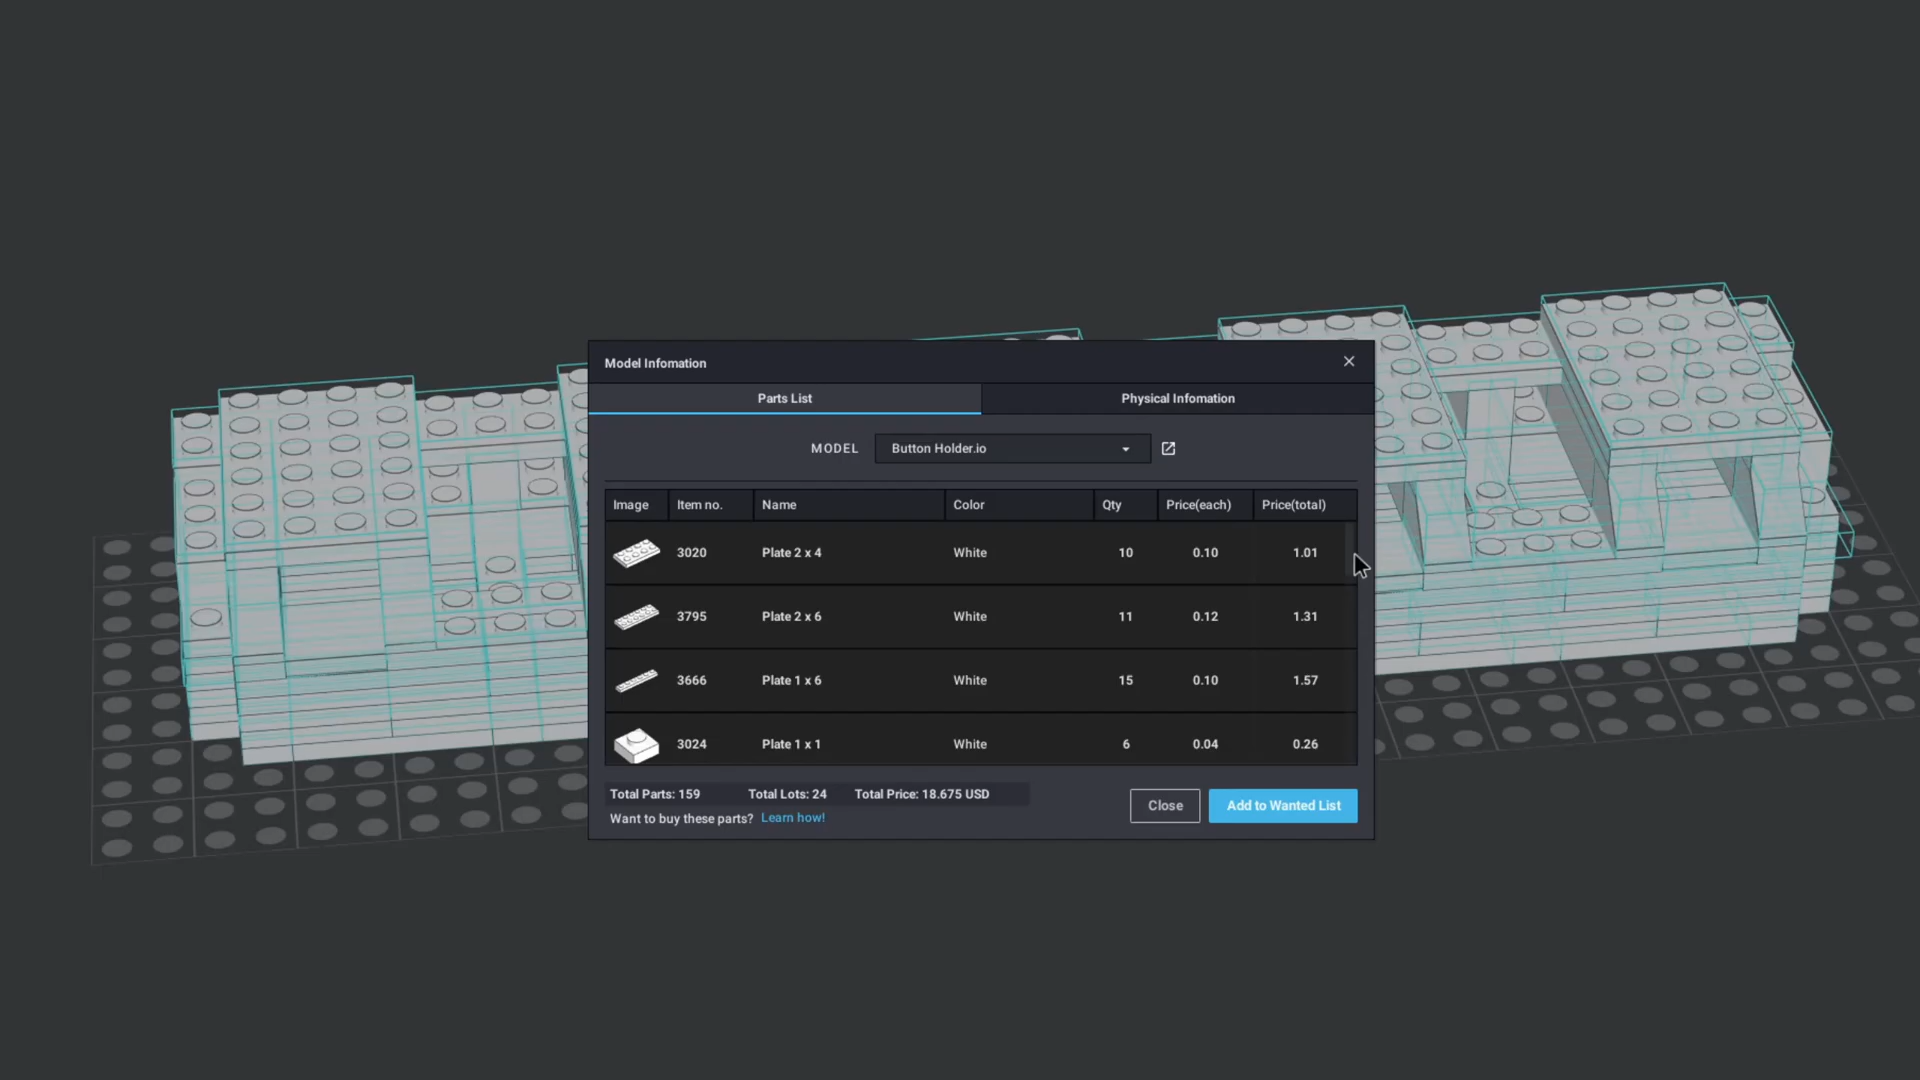 Model Infomation
Parts List Physical Infomation
MODEL Button Holder.io
Image Item no. Name Color Qty Price(each) Price(total)
3020 Plate 2 x 4 White 10 0.10 1.01
3795 Plate 2 x 6 White 11 0.12 1.31
3666 Plate 1 x 6 White 15 0.10 1.57
3024 Plate 1 x 1 White 6 0.04 0.26
Total Parts: 159 Total Lots: 24 Total Price: 18.675 USD
Want to buy these parts? Learn how!
Close Add to Wanted List